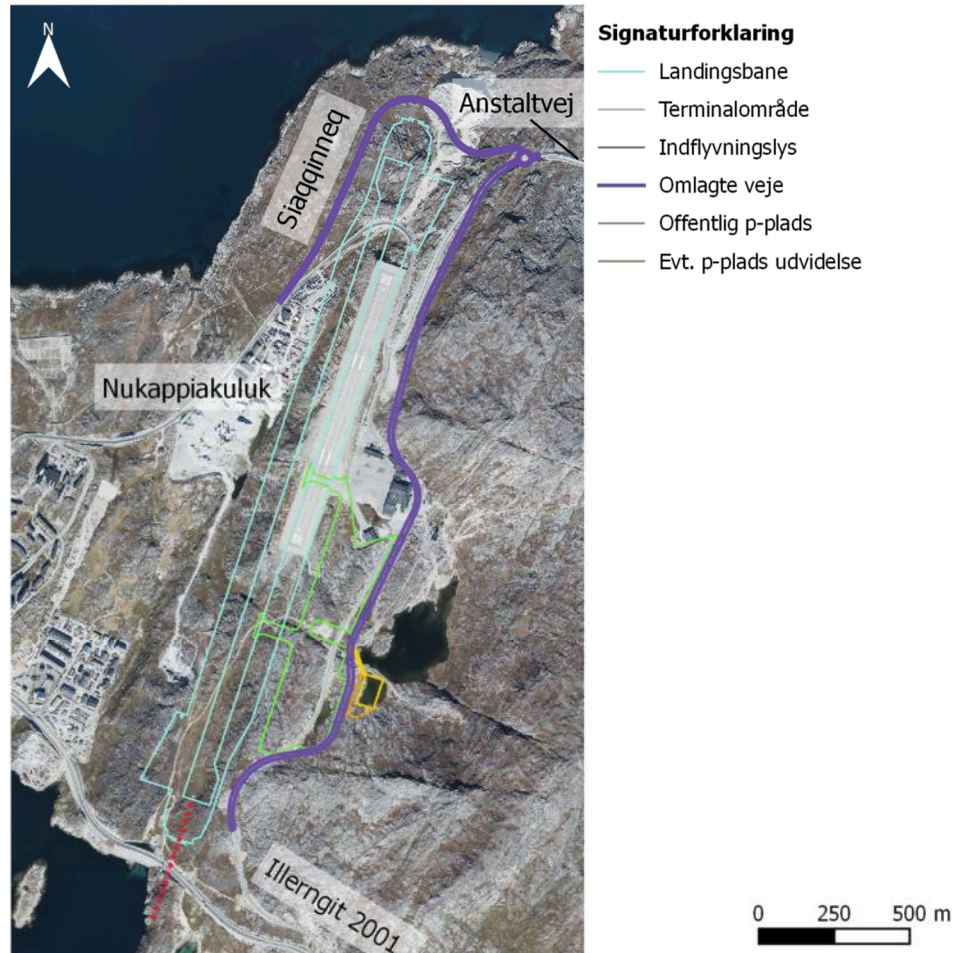 N
Siaqqinneq
Anstaltvej
Nukappiakuluk
Illerngit 2001
Signaturforklaring
Landingsbane
Terminalområde
Indflyvningslys
Omlagte veje
Offentlig p-plads
Evt. p-plads udvidelse
0 250 500 m